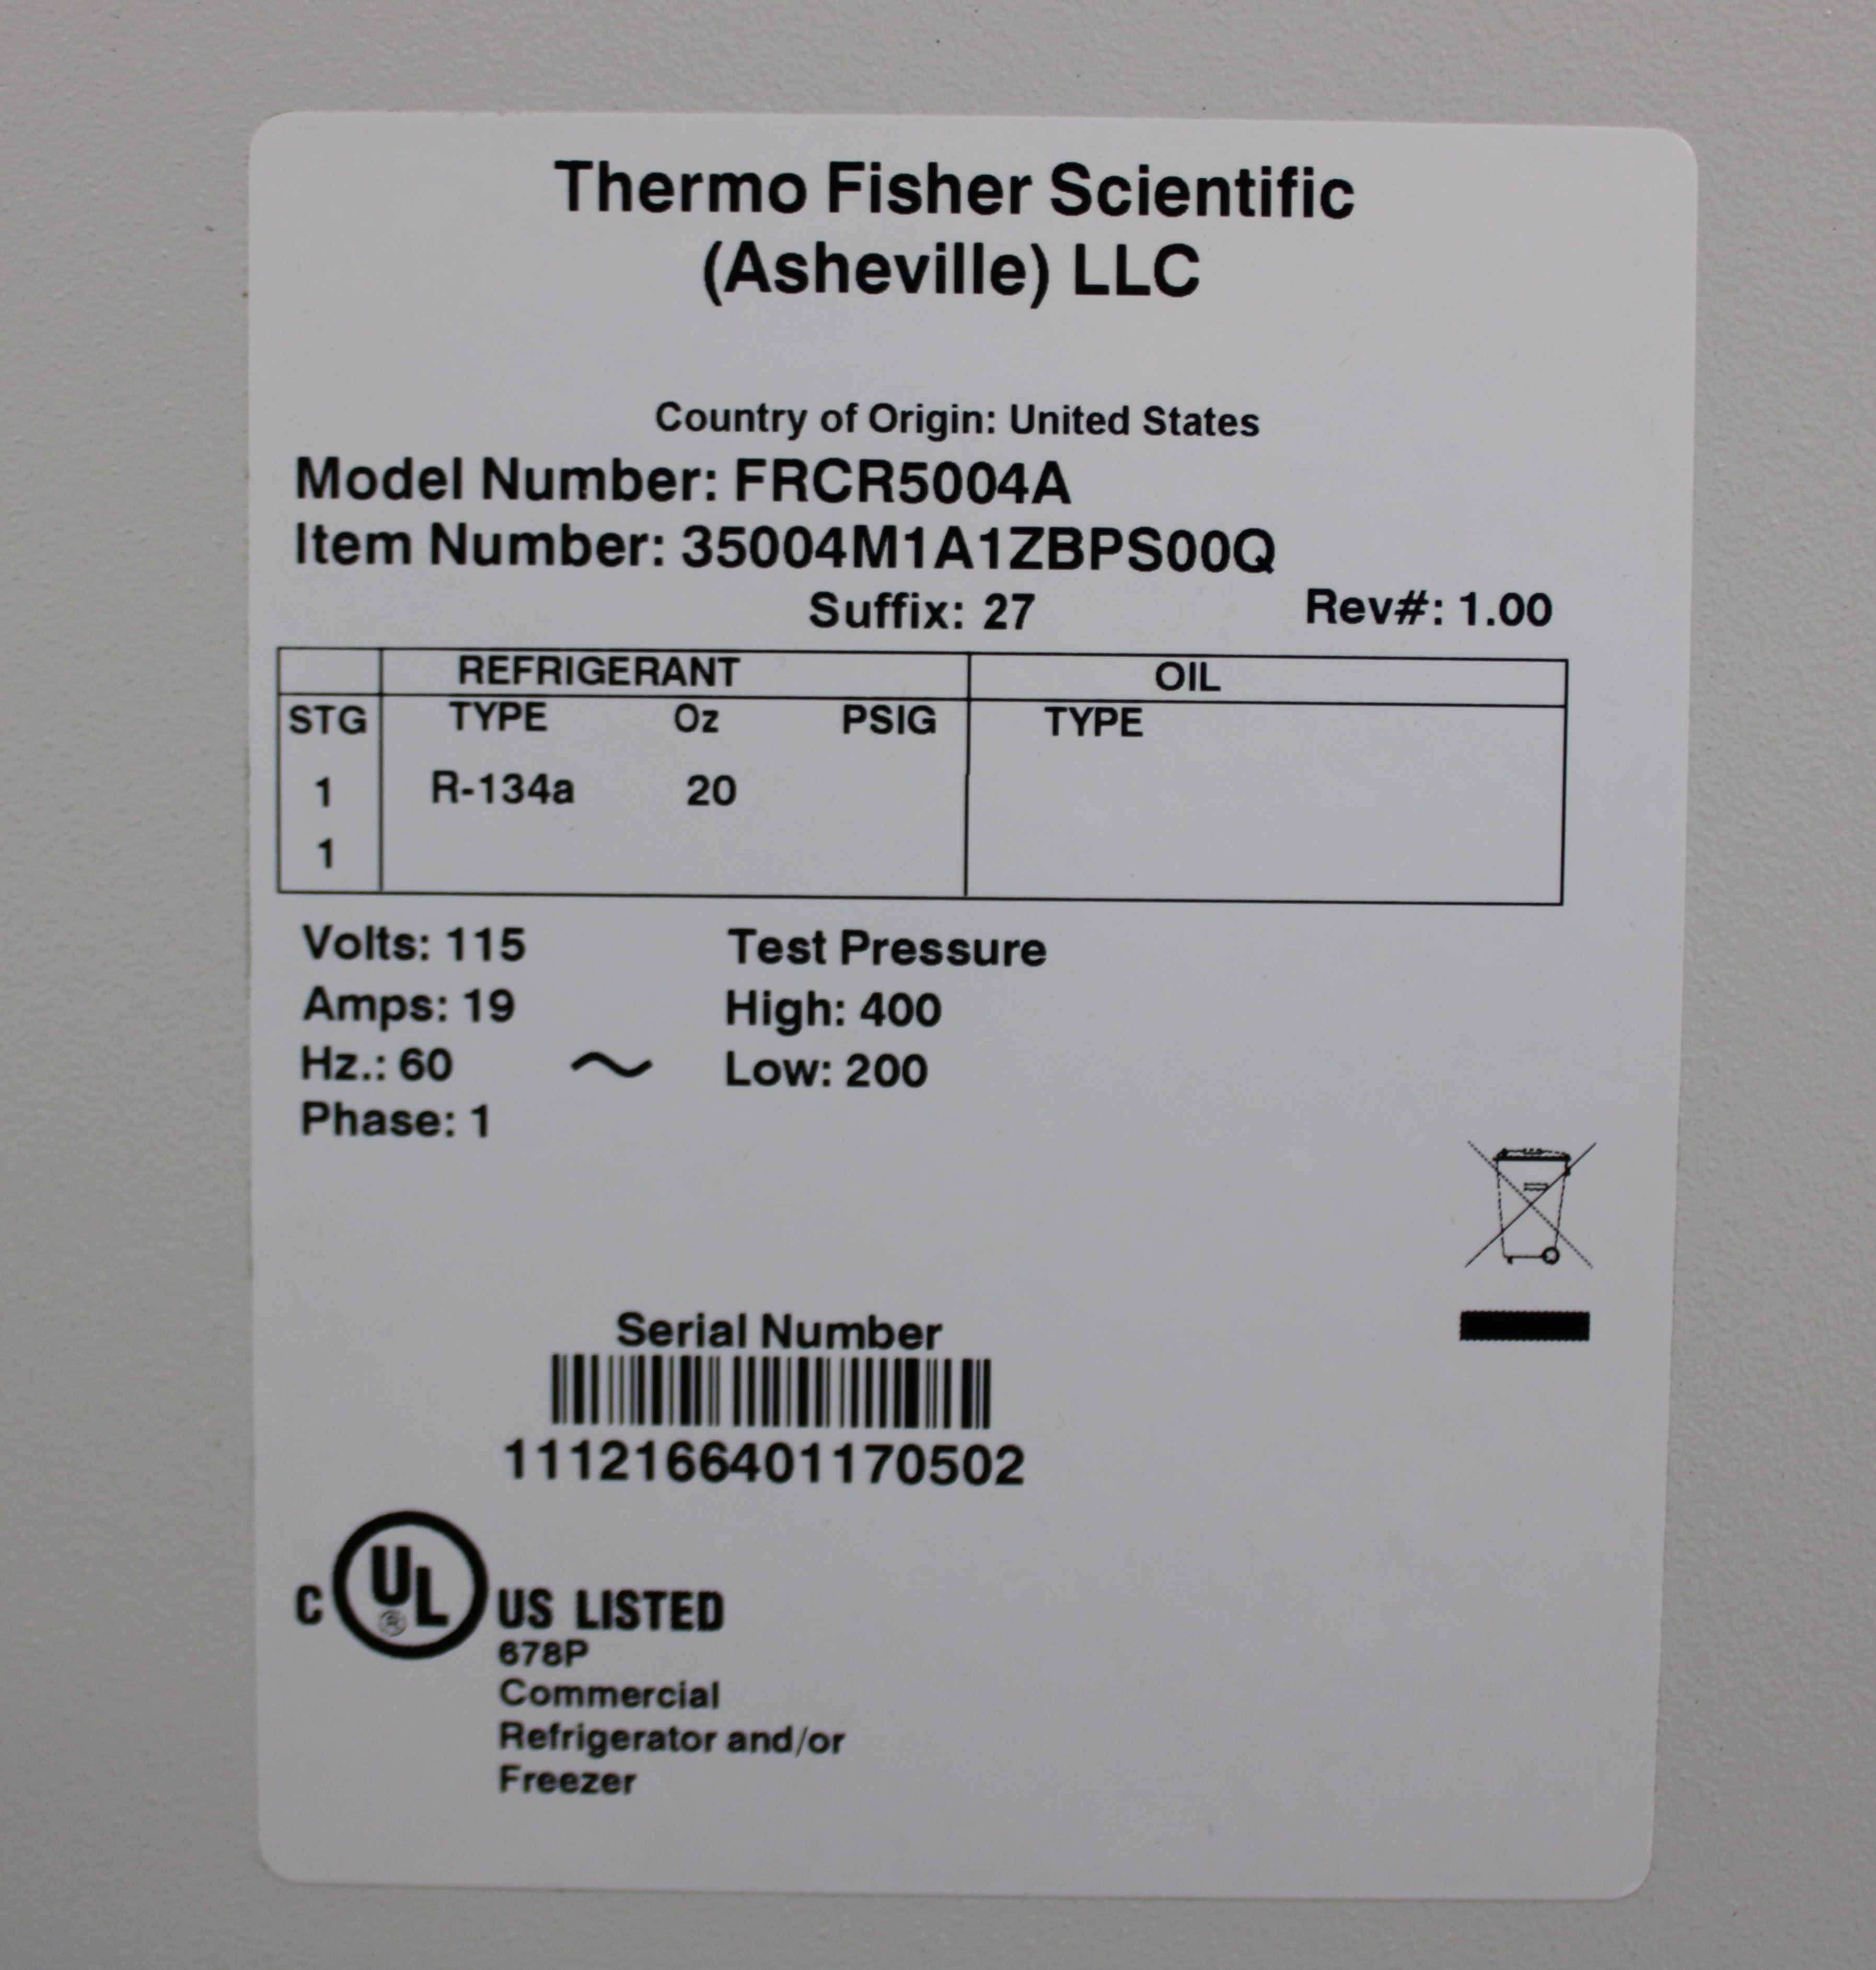 Thermo Fisher Scientific
(Asheville) LLC
Country of Origin: United States
Model Number: FRCR5004A
Item Number: 35004M1A1ZBPS00Q
Suffix: 27 Rev#: 1.00
REFRIGERANT OIL
STG TYPE Oz PSIG TYPE
1 R-134a 20
1
Volts: 115 Test Pressure
Amps: 19 High: 400
Hz.: 60 ~ Low: 200
Phase: 1
Serial Number
1112166401170502
C UL® US LISTED
678P
Commercial
Refrigerator and/or
Freezer